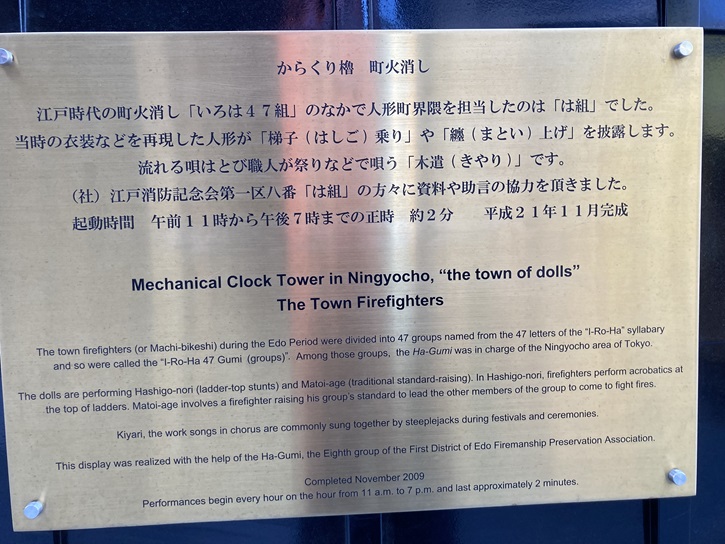 からくり櫓　町火消し
江戸時代の町火消し「いろは４７組」のなかで人形町界隈を担当したのは「は組」でした。
当時の衣装などを再現した人形が「梯子（はしご）乗り」や「纏（まとい）上げ」を披露します。
流れる唄はとび職人が祭りなどで唄う「木遣（きやり）」です。
（社）江戸消防記念会第一区八番「は組」の方々に資料や助言の協力を頂きました。
起動時間　午前１１時から午後７時までの正時　約２分　　平成２１年１１月完成
Mechanical Clock Tower in Ningyocho, “the town of dolls”
The Town Firefighters
The town firefighters (or Machi-bikeshi) during the Edo Period were divided into 47 groups named from the 47 letters of the “I-Ro-Ha” syllabary
and so were called the “I-Ro-Ha 47 Gumi (groups)”. Among those groups, the Ha-Gumi was in charge of the Ningyocho area of Tokyo.
The dolls are performing Hashigo-nori (ladder-top stunts) and Matoi-age (traditional standard-raising). In Hashigo-nori, firefighters perform acrobatics at
the top of ladders. Matoi-age involves a firefighter raising his group’s standard to lead the other members of the group to come to fight fires.
Kiyari, the work songs in chorus are commonly sung together by steeplejacks during festivals and ceremonies.
This display was realized with the help of the Ha-Gumi, the Eighth group of the First District of Edo Firemanship Preservation Association.
Completed November 2009
Performances begin every hour on the hour from 11 a.m. to 7 p.m. and last approximately 2 minutes.